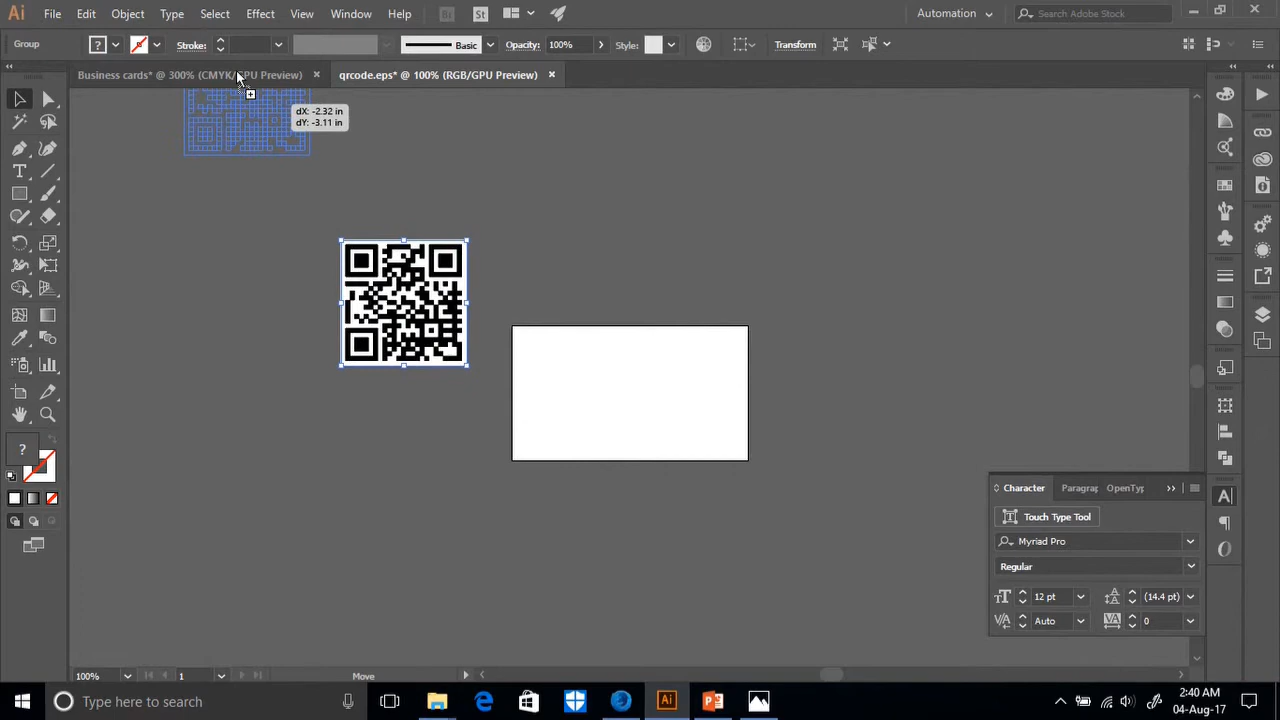 Ai File Edit Object Type Select Effect View Window Help Br St Automation Search Adobe Stock
Group ? Stroke: Basic Opacity: 100% Style: Transform
Business cards* @ 300% (CMYK/GPU Preview) qrcode.eps* @ 100% (RGB/GPU Preview)
dX: -2.32 in
dY: -3.11 in
?
Character Paragrap OpenTyp
Touch Type Tool
Myriad Pro
Regular
12 pt (14.4 pt)
Auto 0
100% 1 Move
Type here to search
2:40 AM
04-Aug-17